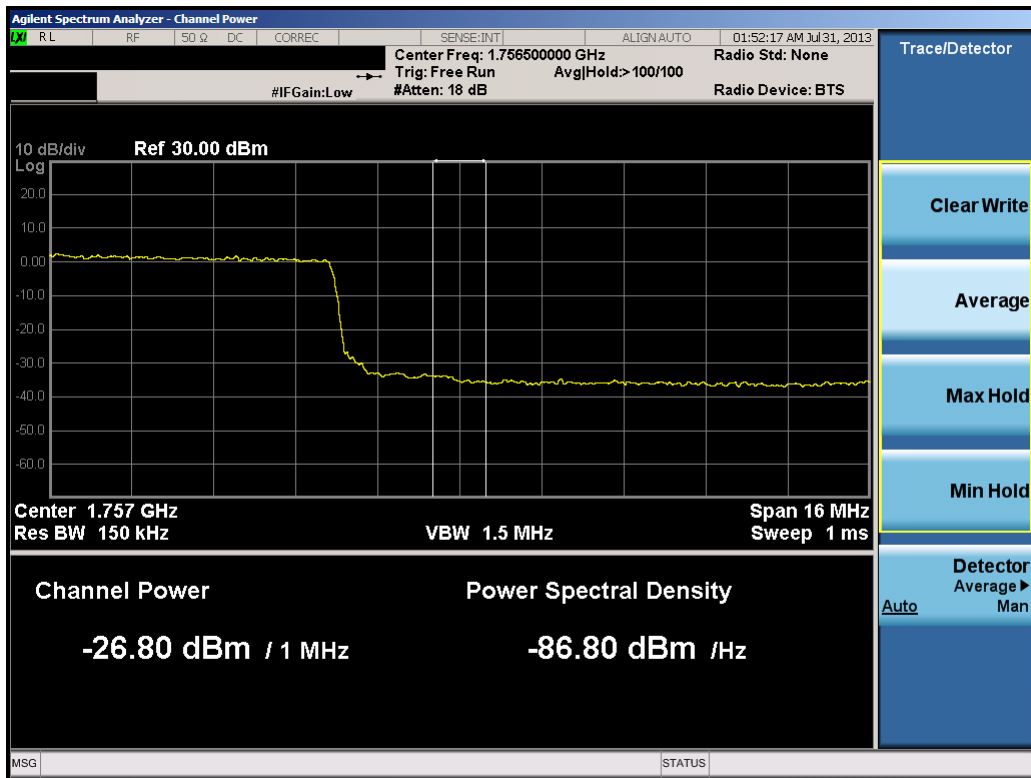 Agilent Spectrum Analyzer - Channel Power
LXI RL RF 50 Ω DC CORREC SENSE:INT ALIGN AUTO 01:52:17 AM Jul 31, 2013
Center Freq: 1.756500000 GHz Radio Std: None
Trig: Free Run Avg|Hold:> 100/100
#IFGain:Low #Atten: 18 dB Radio Device: BTS
10 dB/div Ref 30.00 dBm
Log
20.0
10.0
0.00
-10.0
-20.0
-30.0
-40.0
-50.0
-60.0
Center 1.757 GHz Span 16 MHz
Res BW 150 kHz VBW 1.5 MHz Sweep 1 ms
Channel Power Power Spectral Density
-26.80 dBm / 1 MHz -86.80 dBm /Hz
MSG STATUS
Trace/Detector
Clear Write
Average
Max Hold
Min Hold
Detector
Average
Auto Man